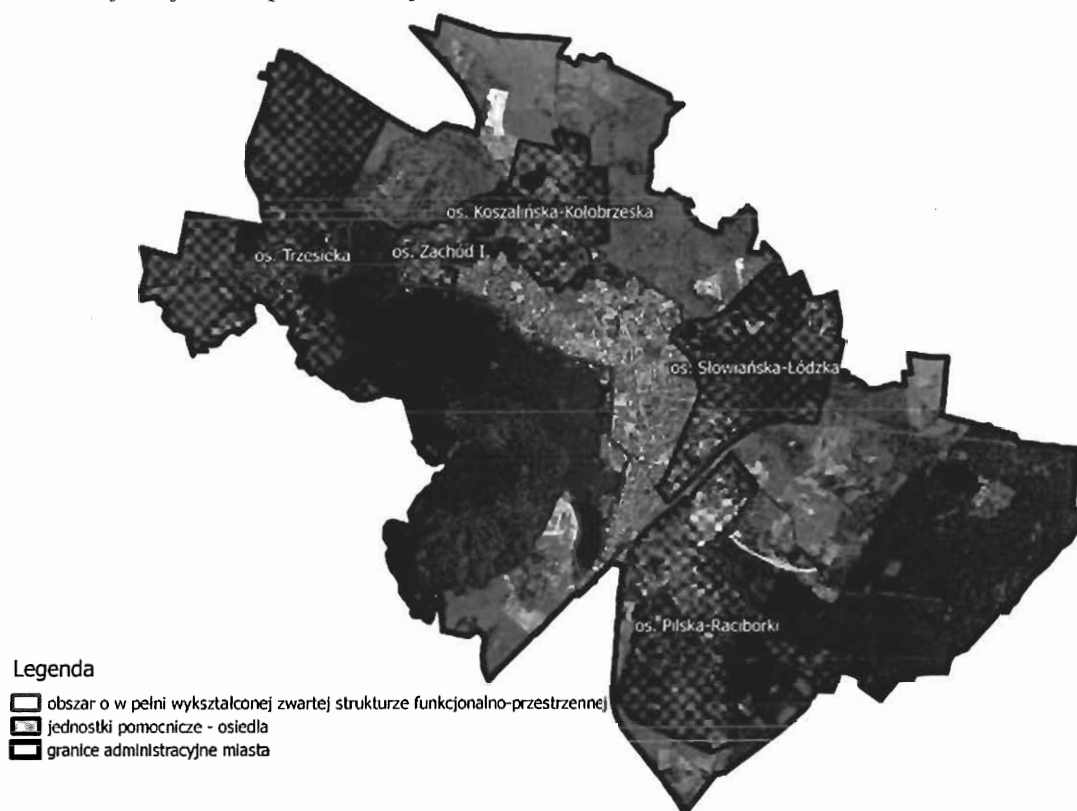 os. Koszalińska-Kołobrzeska
os. Trzesieka
os. Zachód I.
os. Słowiańska-Łódzka
os. Pilska-Raciborki
Legenda
obszar o w pełni wykształconej zwartej strukturze funkcjonalno-przestrzennej
jednostki pomocnicze - osiedla
granice administracyjne miasta